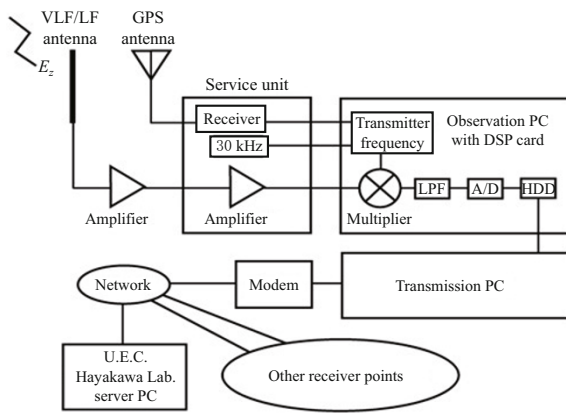 VLF/LF
antenna
GPS
antenna
E_z
Service unit
Receiver
30 kHz
Transmitter
frequency
Observation PC
with DSP card
Amplifier
Amplifier
Multiplier
LPF
A/D
HDD
Network
Modem
Transmission PC
U.E.C.
Hayakawa Lab.
server PC
Other receiver points